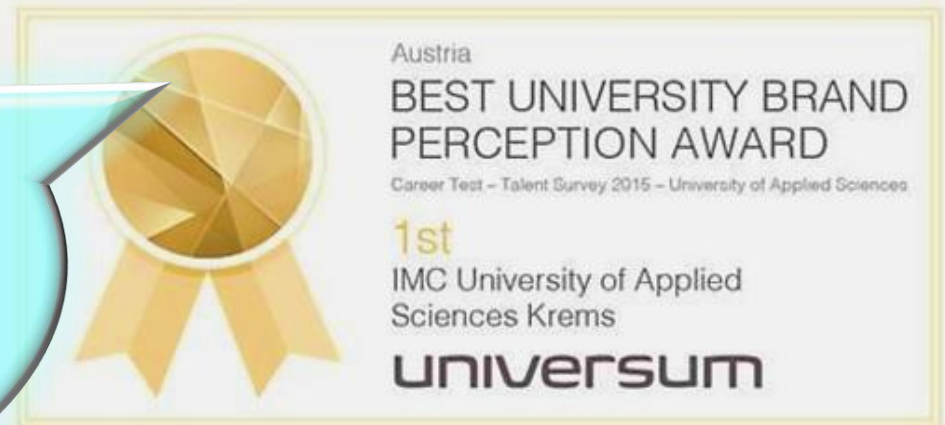 Austria
BEST UNIVERSITY BRAND
PERCEPTION AWARD
Career Test – Talent Survey 2015 – University of Applied Sciences
1st
IMC University of Applied
Sciences Krems
universum